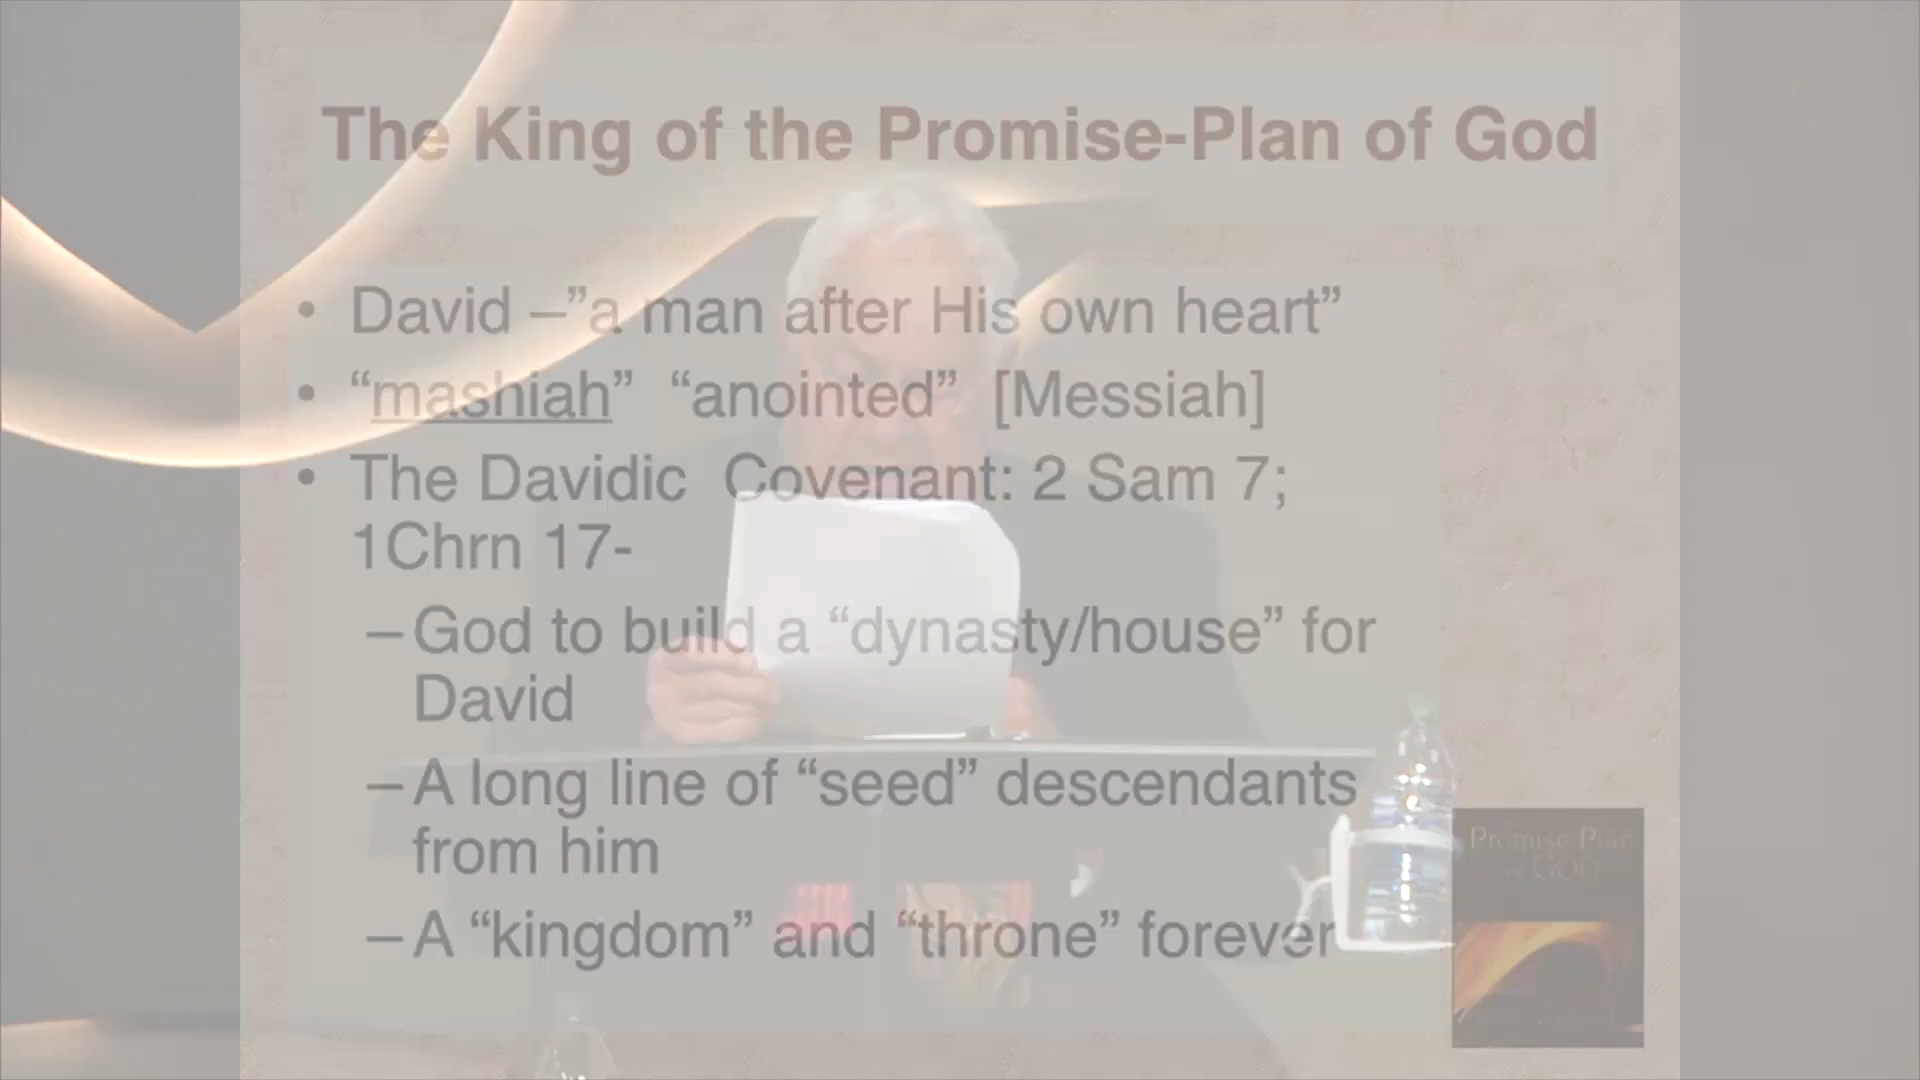 The King of the Promise-Plan of God
• David –”a man after His own heart”
• “mashiah” “anointed” [Messiah]
• The Davidic Covenant: 2 Sam 7;
1Chrn 17-
– God to build a “dynasty/house” for
David
– A long line of “seed” descendants
from him
– A “kingdom” and “throne” forever
Promise Plan
of GOD